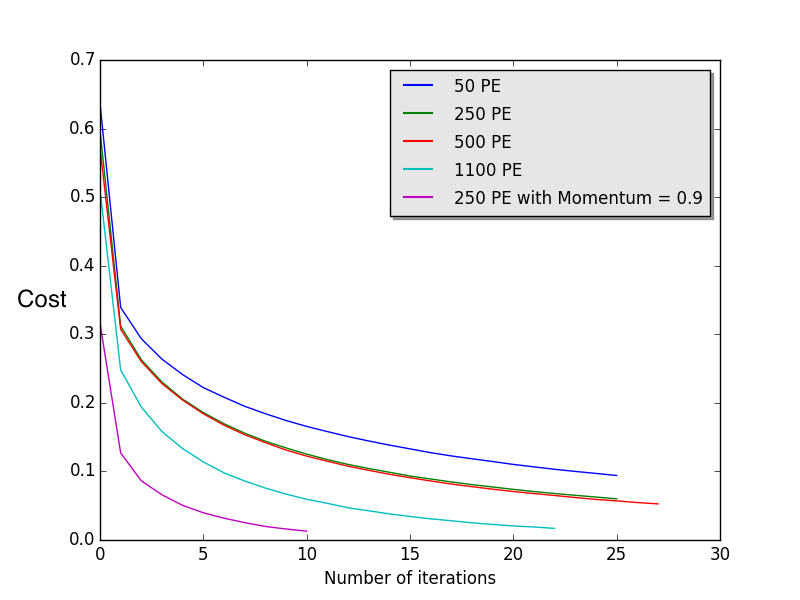 0.7
0.6
0.5
0.4
0.3
0.2
0.1
0.0
Cost
50 PE
250 PE
500 PE
1100 PE
250 PE with Momentum = 0.9
0 5 10 15 20 25 30
Number of iterations